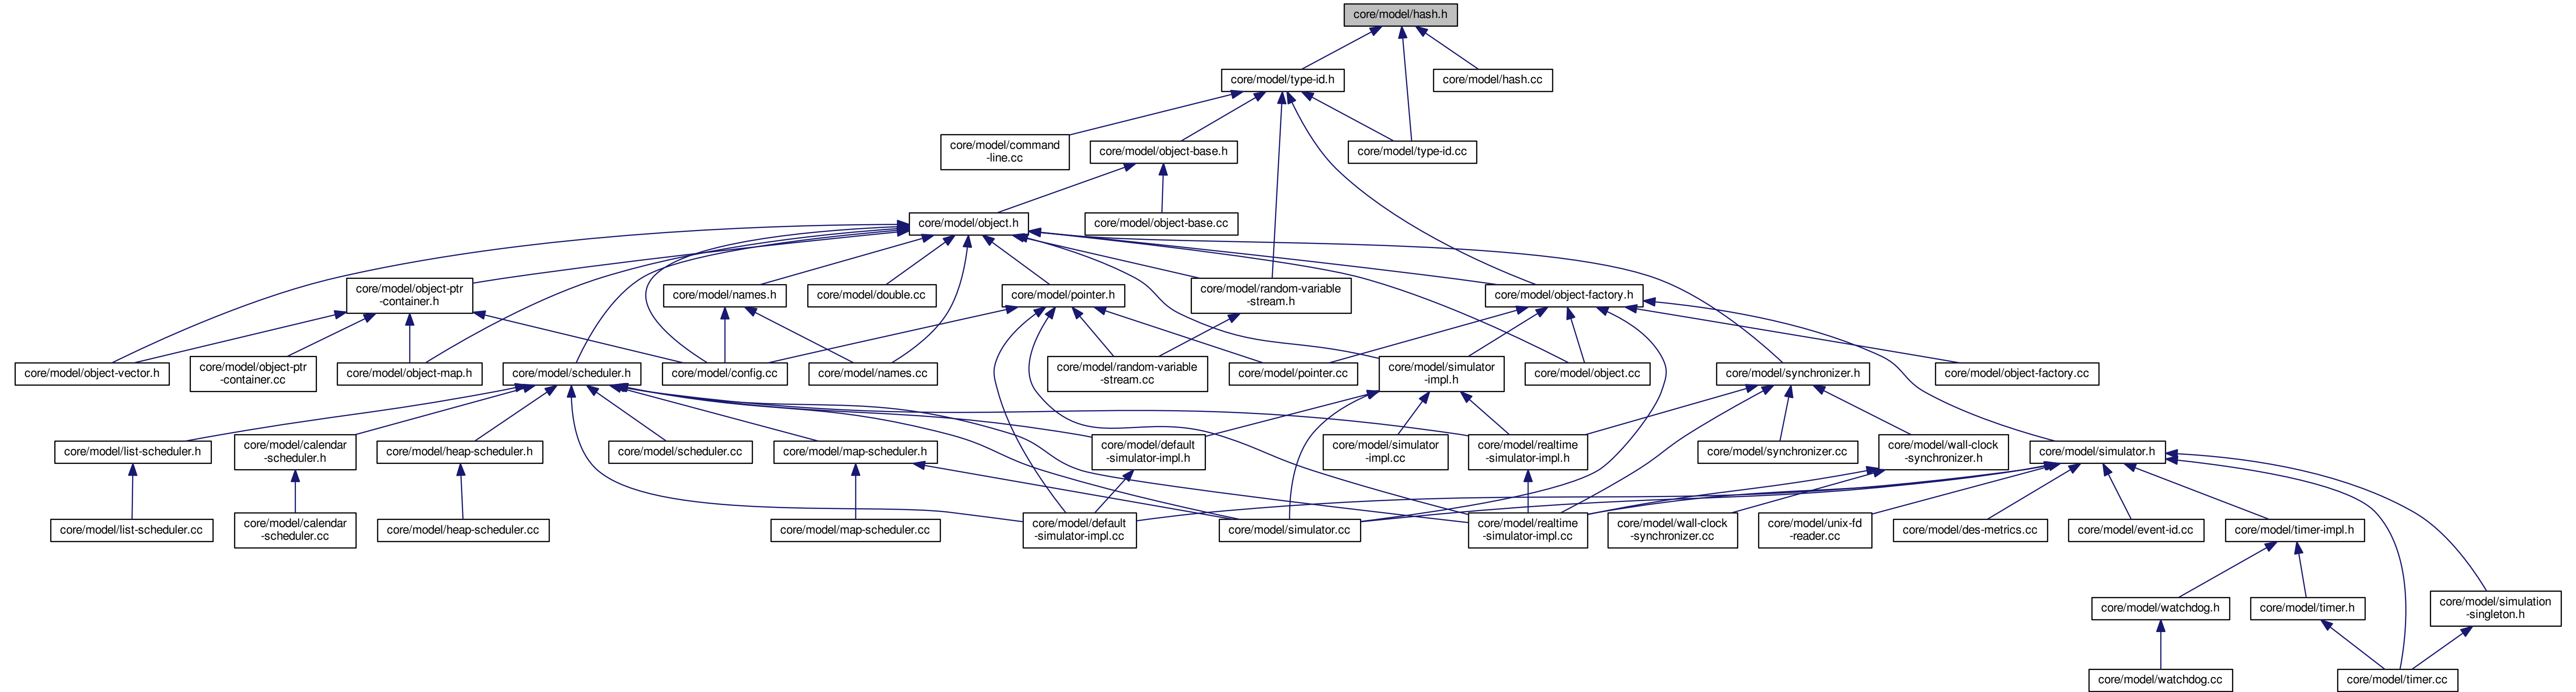 core/model/hash.h
core/model/type-id.h
core/model/hash.cc
core/model/command
-line.cc
core/model/object-base.h
core/model/type-id.cc
core/model/object.h
core/model/object-base.cc
core/model/object-ptr
-container.h
core/model/names.h
core/model/double.cc
core/model/pointer.h
core/model/random-variable
-stream.h
core/model/object-factory.h
core/model/object-vector.h
core/model/object-ptr
-container.cc
core/model/object-map.h
core/model/scheduler.h
core/model/config.cc
core/model/names.cc
core/model/random-variable
-stream.cc
core/model/pointer.cc
core/model/simulator
-impl.h
core/model/object.cc
core/model/synchronizer.h
core/model/object-factory.cc
core/model/list-scheduler.h
core/model/calendar
-scheduler.h
core/model/heap-scheduler.h
core/model/scheduler.cc
core/model/map-scheduler.h
core/model/default
-simulator-impl.h
core/model/simulator
-impl.cc
core/model/realtime
-simulator-impl.h
core/model/synchronizer.cc
core/model/wall-clock
-synchronizer.h
core/model/simulator.h
core/model/list-scheduler.cc
core/model/calendar
-scheduler.cc
core/model/heap-scheduler.cc
core/model/map-scheduler.cc
core/model/default
-simulator-impl.cc
core/model/simulator.cc
core/model/realtime
-simulator-impl.cc
core/model/wall-clock
-synchronizer.cc
core/model/unix-fd
-reader.cc
core/model/des-metrics.cc
core/model/event-id.cc
core/model/timer-impl.h
core/model/watchdog.h
core/model/timer.h
core/model/simulation
-singleton.h
core/model/watchdog.cc
core/model/timer.cc